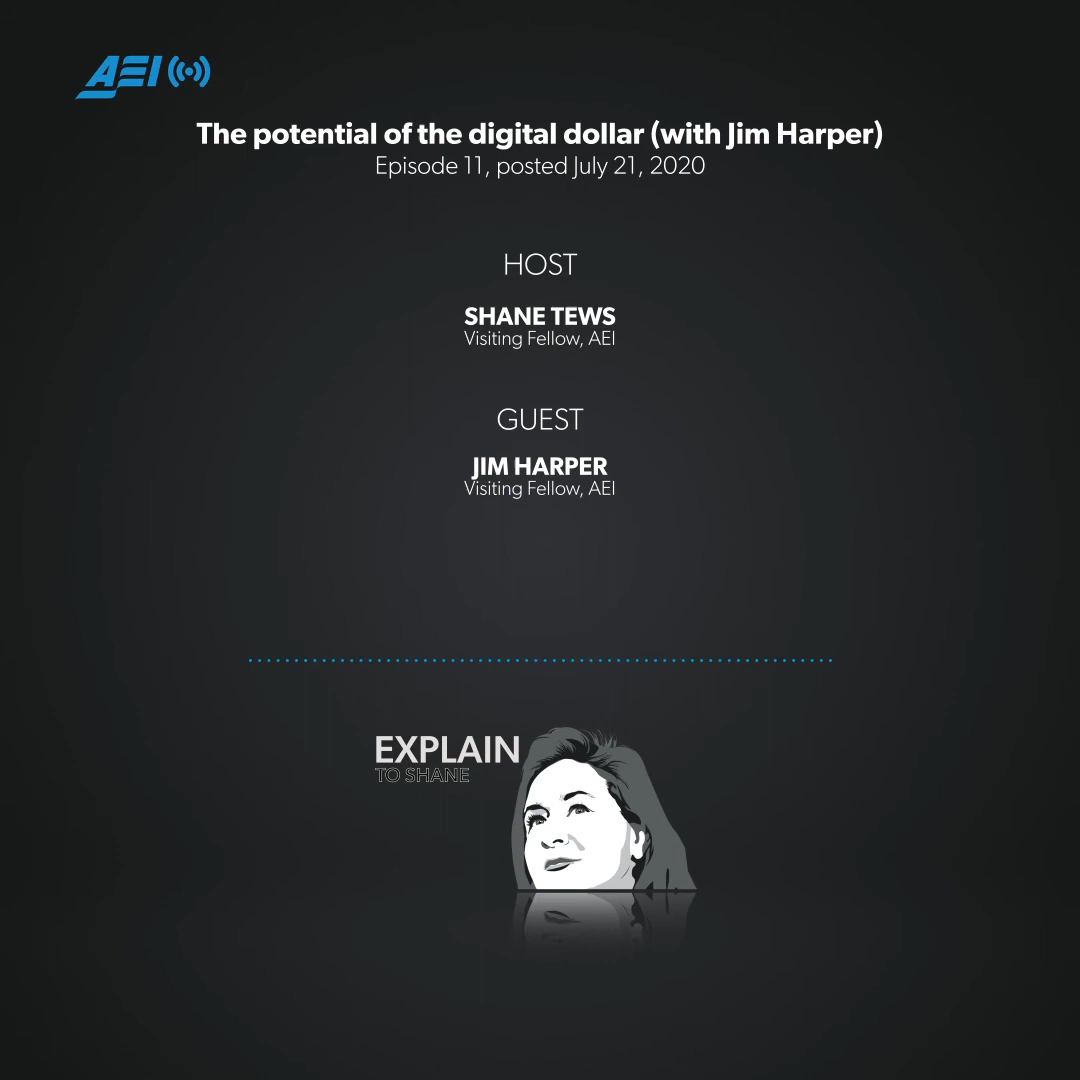 AEI
The potential of the digital dollar (with Jim Harper)
Episode 11, posted July 21, 2020
HOST
SHANE TEWS
Visiting Fellow, AEI
GUEST
JIM HARPER
Visiting Fellow, AEI
EXPLAIN
TO SHANE